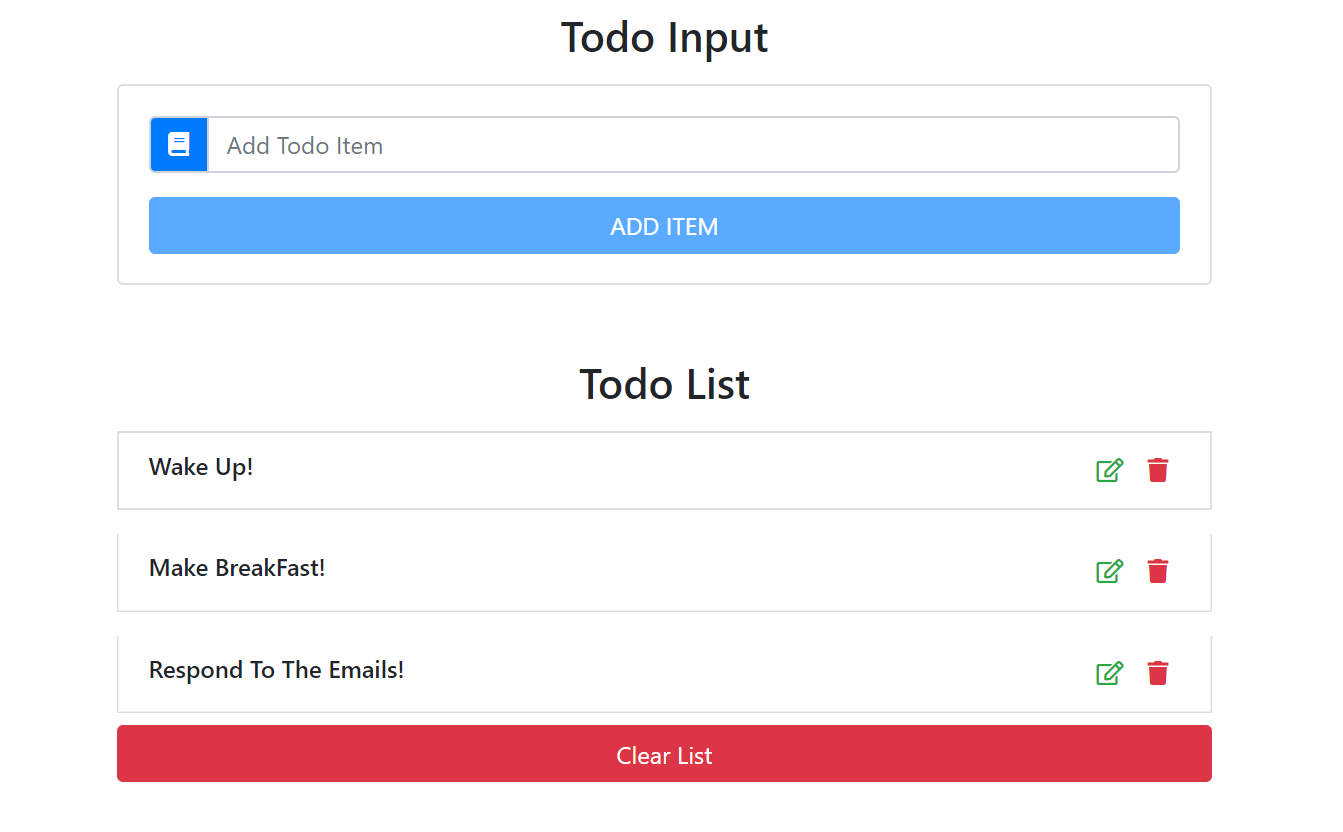 Todo Input
Add Todo Item
ADD ITEM
Todo List
Wake Up!
Make BreakFast!
Respond To The Emails!
Clear List